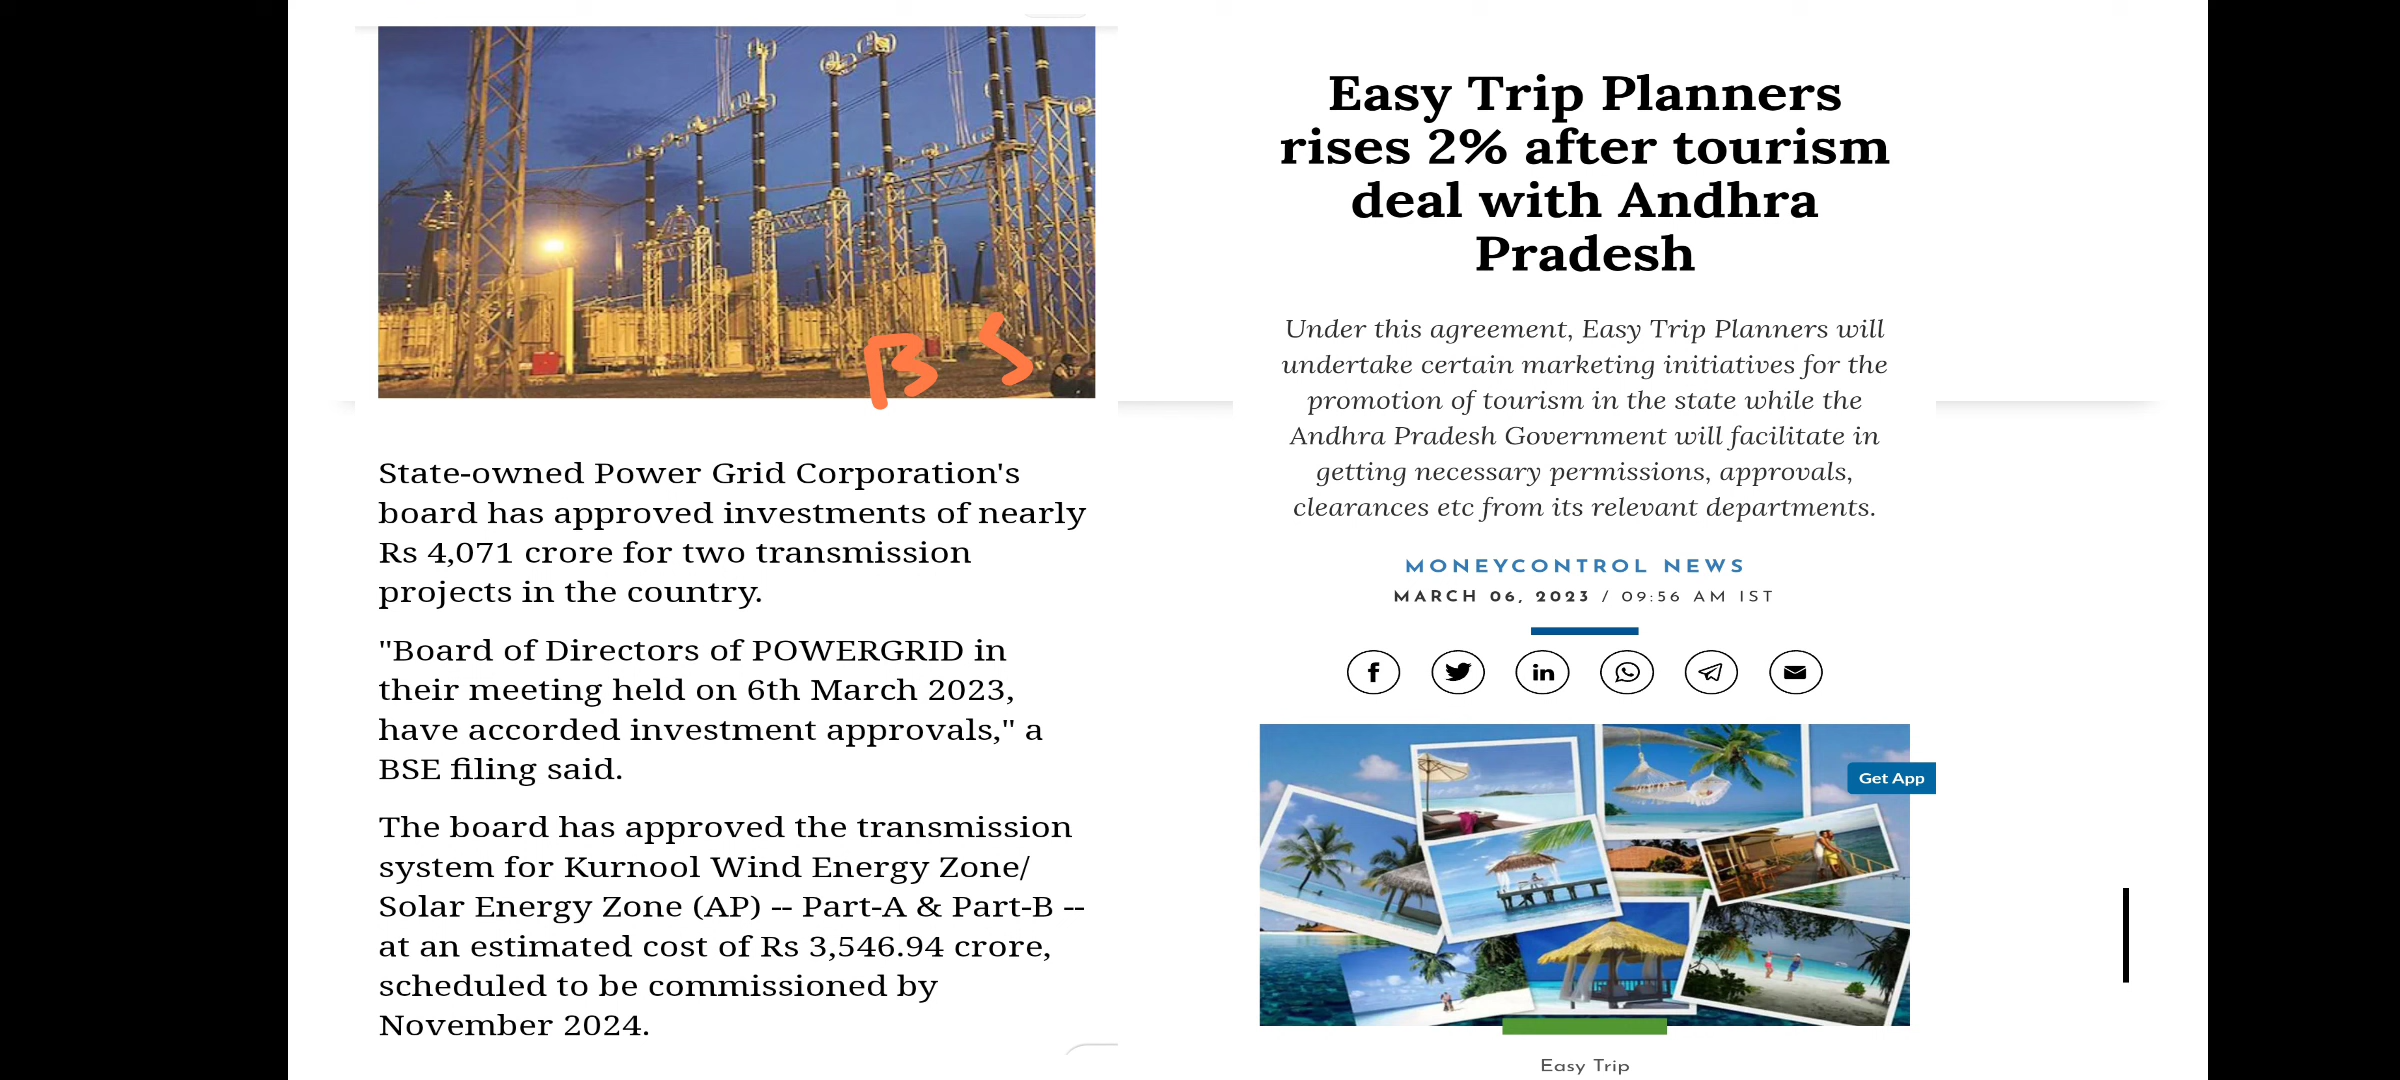 B S
State-owned Power Grid Corporation's
board has approved investments of nearly
Rs 4,071 crore for two transmission
projects in the country.
"Board of Directors of POWERGRID in
their meeting held on 6th March 2023,
have accorded investment approvals," a
BSE filing said.
The board has approved the transmission
system for Kurnool Wind Energy Zone/
Solar Energy Zone (AP) -- Part-A & Part-B --
at an estimated cost of Rs 3,546.94 crore,
scheduled to be commissioned by
November 2024.
Easy Trip Planners
rises 2% after tourism
deal with Andhra
Pradesh
Under this agreement, Easy Trip Planners will
undertake certain marketing initiatives for the
promotion of tourism in the state while the
Andhra Pradesh Government will facilitate in
getting necessary permissions, approvals,
clearances etc from its relevant departments.
MONEYCONTROL NEWS
MARCH 06, 2023 / 09:56 AM IST
f in
Get App
Easy Trip